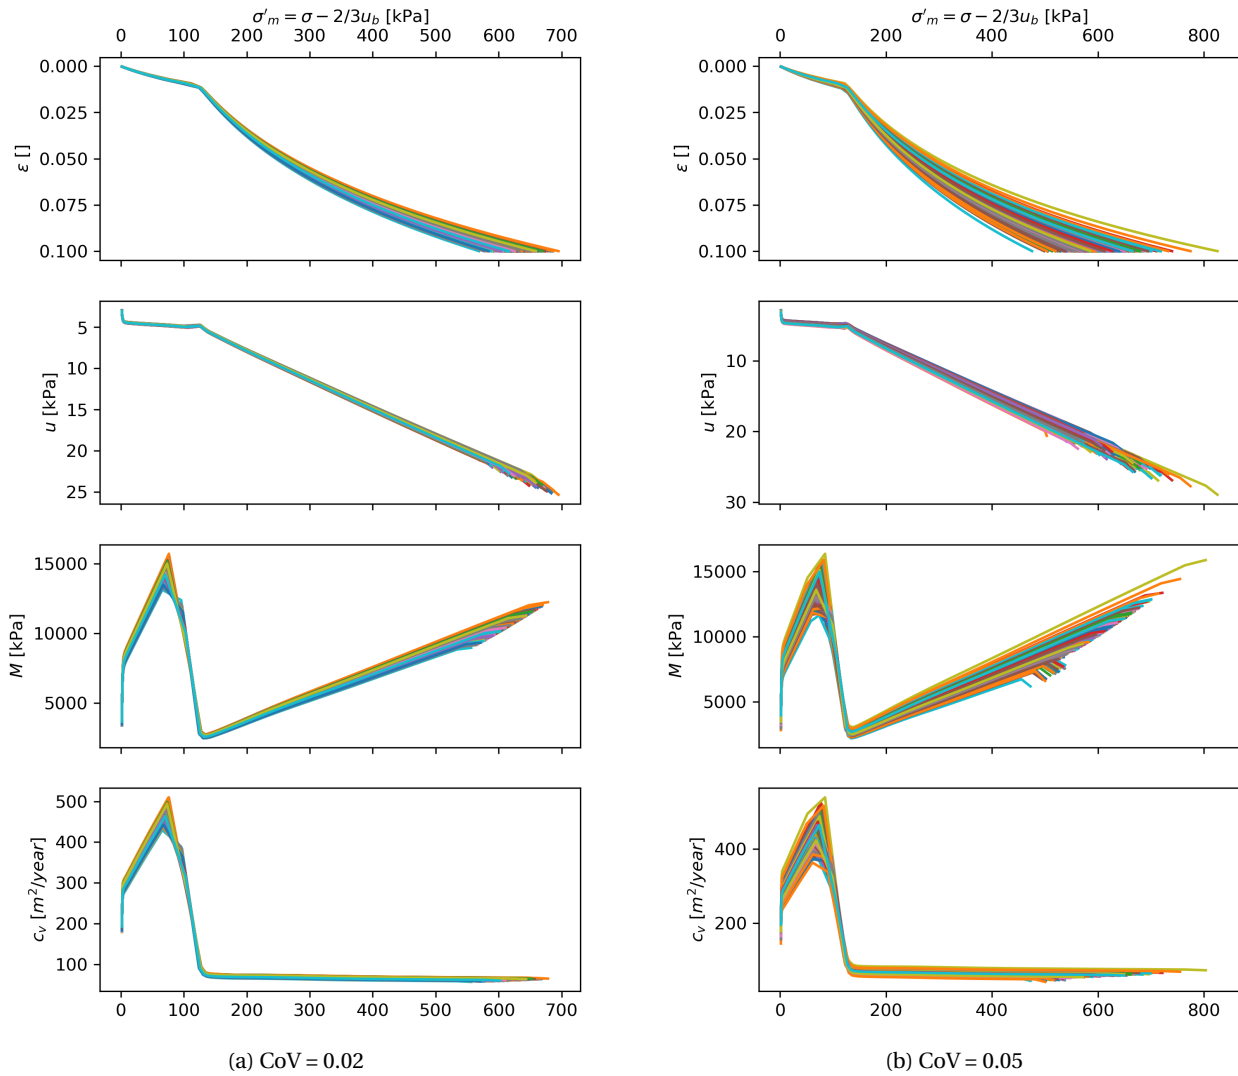 σ′m = σ − 2/3ub [kPa]
0 100 200 300 400 500 600 700
0.000
0.025
0.050
0.075
0.100
ε []
5
10
15
20
25
u [kPa]
15000
10000
5000
M [kPa]
500
400
300
200
100
cv [m²/year]
0 100 200 300 400 500 600 700
(a) CoV = 0.02
σ′m = σ − 2/3ub [kPa]
0 200 400 600 800
0.000
0.025
0.050
0.075
0.100
ε []
10
20
30
u [kPa]
15000
10000
5000
M [kPa]
400
200
cv [m²/year]
0 200 400 600 800
(b) CoV = 0.05